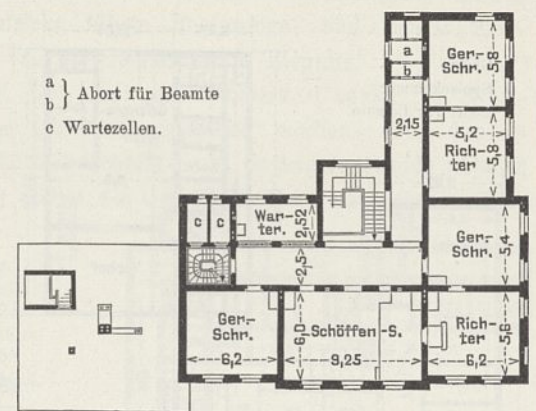 a } Abort für Beamte
b
c Wartezellen.
a
b
Ger.-
Schr.
5,8
2,15
5,2
Rich-
ter
5,8
c
c
War-
ter.
2,52
Ger.-
Schr.
5,4
2,5
Ger.-
Schr.
6,2
6,0
Schöffen-S.
9,25
Rich-
ter
6,2
5,6